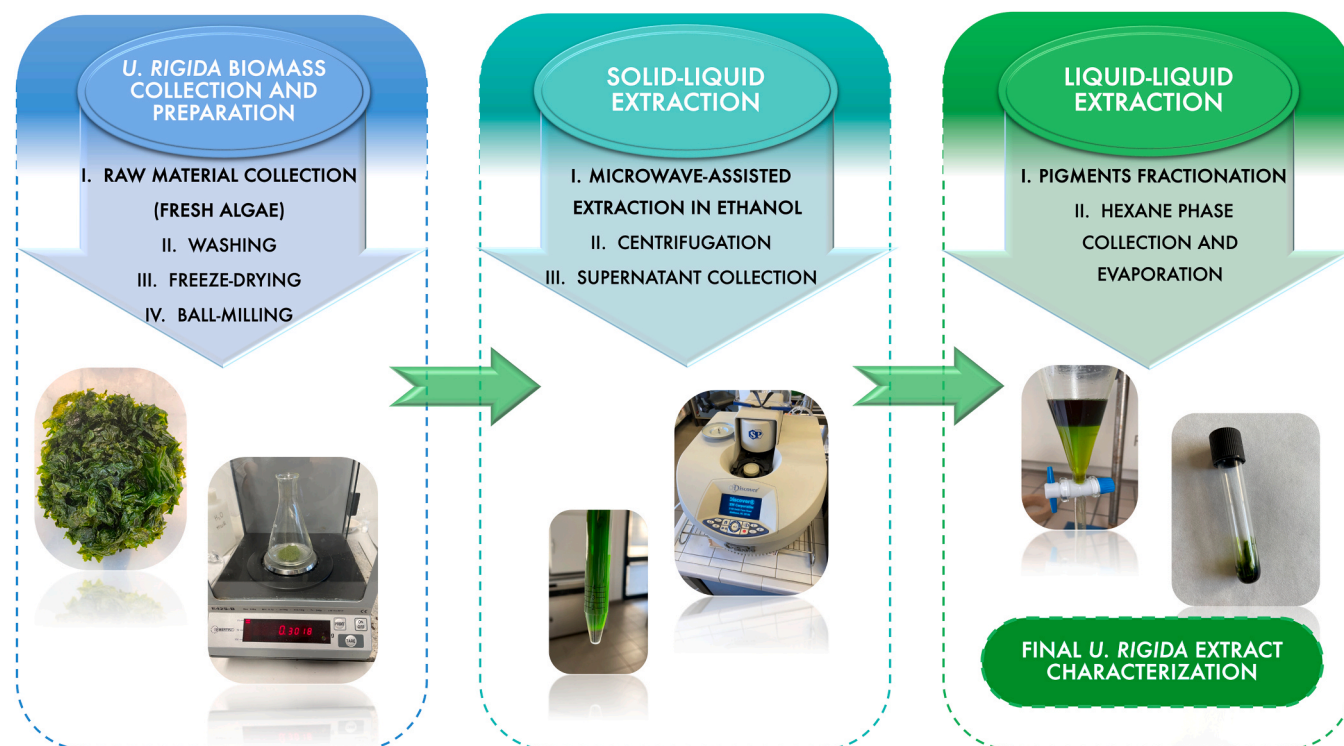 U. RIGIDA BIOMASS
COLLECTION AND
PREPARATION
I. RAW MATERIAL COLLECTION
(FRESH ALGAE)
II. WASHING
III. FREEZE-DRYING
IV. BALL-MILLING
0.3018
SOLID-LIQUID
EXTRACTION
I. MICROWAVE-ASSISTED
EXTRACTION IN ETHANOL
II. CENTRIFUGATION
III. SUPERNATANT COLLECTION
LIQUID-LIQUID
EXTRACTION
I. PIGMENTS FRACTIONATION
II. HEXANE PHASE
COLLECTION AND
EVAPORATION
FINAL U. RIGIDA EXTRACT
CHARACTERIZATION